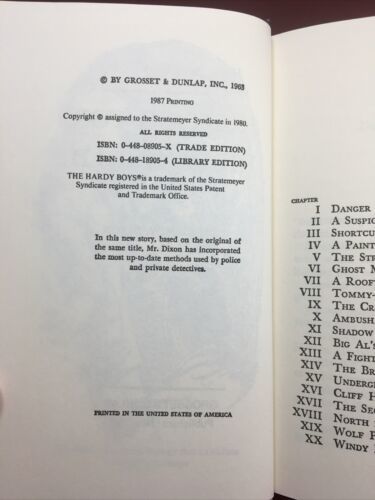 © BY GROSSET & DUNLAP, INC., 1963
1987 PRINTING
Copyright © assigned to the Stratemeyer Syndicate in 1980.
ALL RIGHTS RESERVED
ISBN: 0-448-08905-X (TRADE EDITION)
ISBN: 0-448-18905-4 (LIBRARY EDITION)
THE HARDY BOYS® is a trademark of the Stratemeyer
Syndicate registered in the United States Patent
and Trademark Office.
In this new story, based on the original of
the same title, Mr. Dixon has incorporated
the most up-to-date methods used by police
and private detectives.
PRINTED IN THE UNITED STATES OF AMERICA
CHAPTER
I DANGER
II A SUSPIC
III SHORTCU
IV A PAINT
V THE STR
VI GHOST M
VII A ROOFT
VIII TOMMY-
IX THE CR
X AMBUSH
XI SHADOW
XII BIG AL'S
XIII A FIGHT
XIV THE BR
XV UNDERG
XVI CLIFF H
XVII THE SEC
XVIII NORTH
XIX WOLF P
XX WINDY